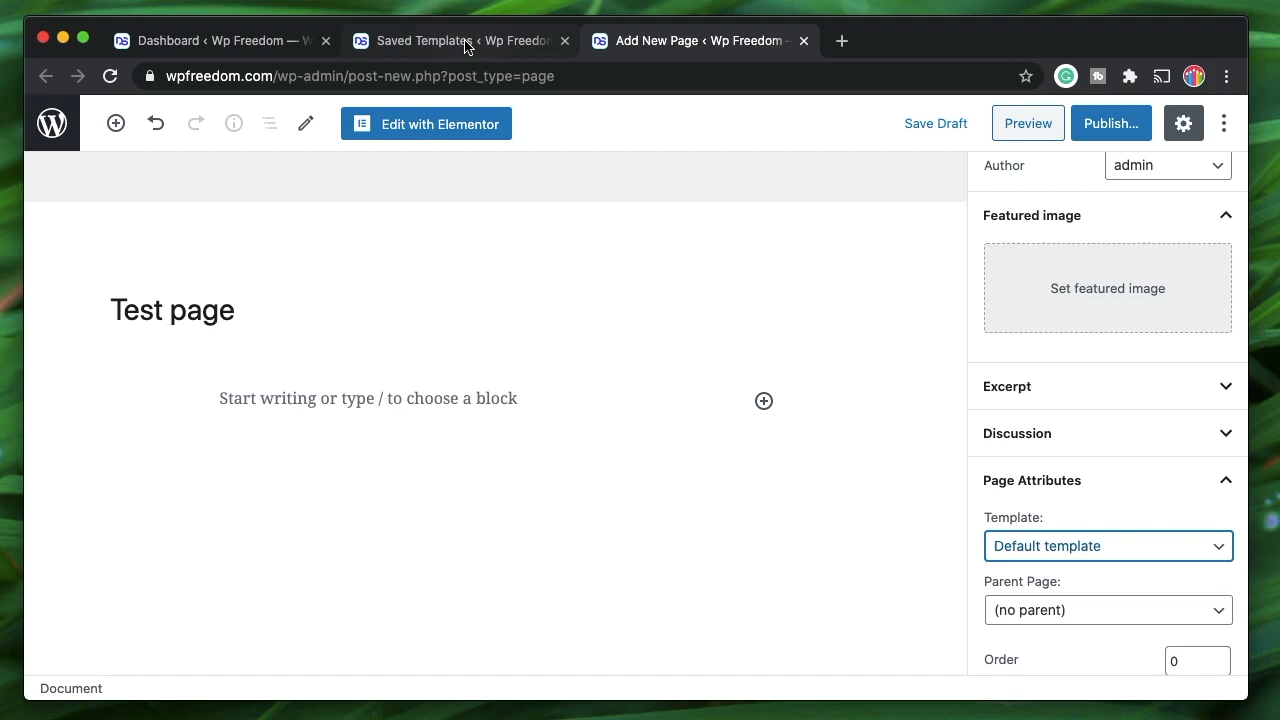 Dashboard ‹ Wp Freedom —
Saved Templates ‹ Wp Freedom
Add New Page ‹ Wp Freedom –
wpfreedom.com/wp-admin/post-new.php?post_type=page
Edit with Elementor
Save Draft
Preview
Publish...
Author
admin
Featured image
Set featured image
Test page
Start writing or type / to choose a block
Excerpt
Discussion
Page Attributes
Template:
Default template
Parent Page:
(no parent)
Order
0
Document